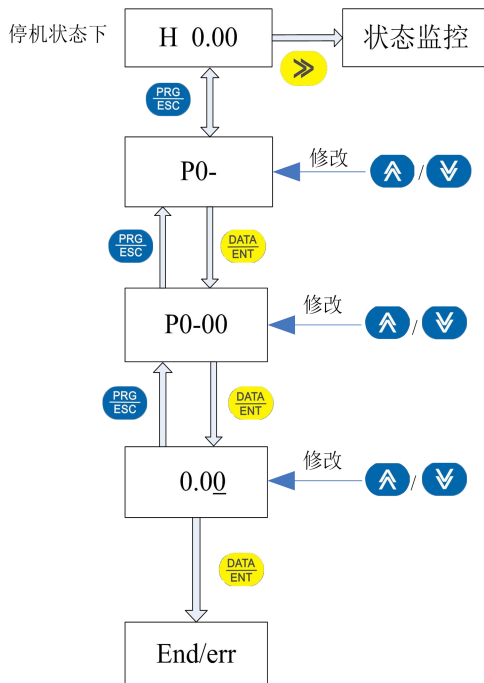 停机状态下
H 0.00
状态监控
PRG
ESC
P0-
修改
/
PRG
ESC
DATA
ENT
P0-00
修改
/
PRG
ESC
DATA
ENT
0.00
修改
/
DATA
ENT
End/err